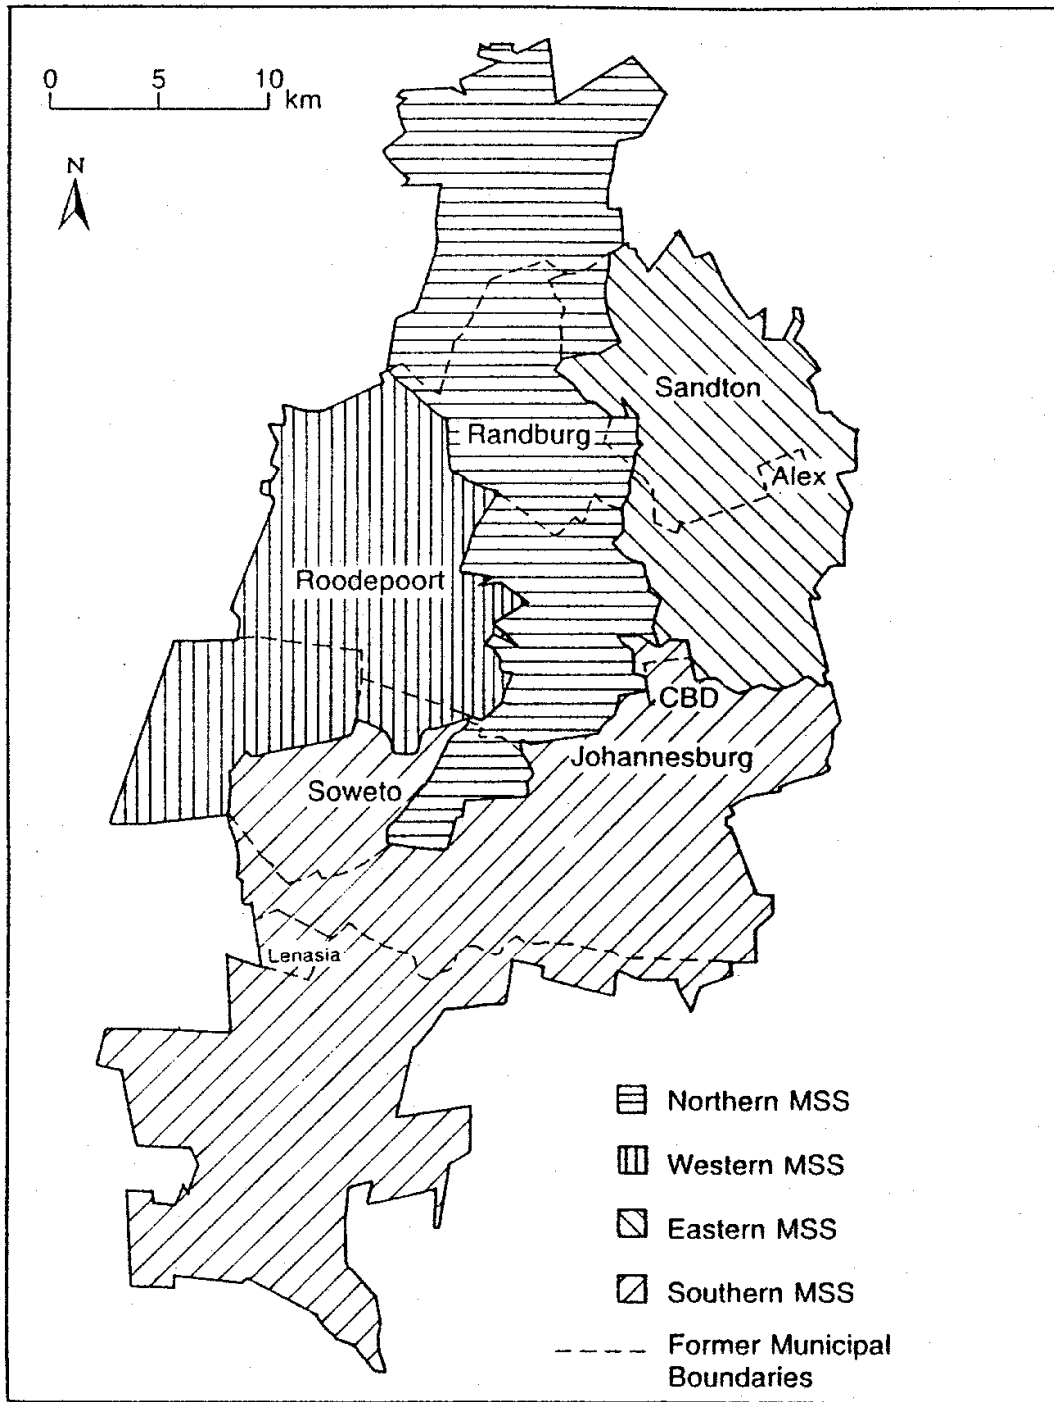 0 5 10
km
N
Sandton
Randburg
Alex
Roodepoort
CBD
Johannesburg
Soweto
Lenasia
Northern MSS
Western MSS
Eastern MSS
Southern MSS
Former Municipal
Boundaries